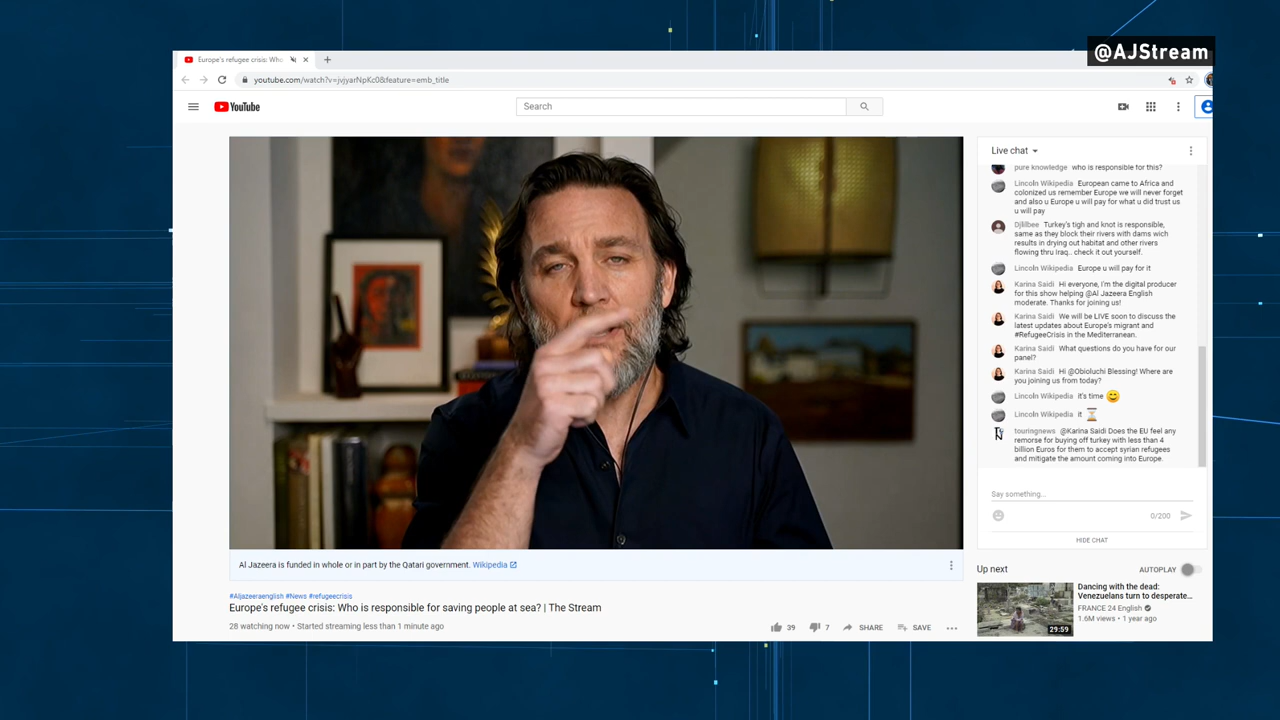 @AJStream
Europe's refugee crisis: Who
youtube.com/watch?v=jvjyarNpKc0&feature=emb_title
YouTube
Search
Live chat
pure knowledge who is responsible for this?
Lincoln Wikipedia European came to Africa and
colonized us remember Europe we will never forget
and also u Europe u will pay for what u did trust us
u will pay
Djlilbee Turkey's tigh and knot is responsible,
same as they block their rivers with dams wich
results in drying out habitat and other rivers
flowing thru Iraq.. check it out yourself.
Lincoln Wikipedia Europe u will pay for it
Karina Saidi Hi everyone, I'm the digital producer
for this show helping @Al Jazeera English
moderate. Thanks for joining us!
Karina Saidi We will be LIVE soon to discuss the
latest updates about Europe's migrant and
#RefugeeCrisis in the Mediterranean.
Karina Saidi What questions do you have for our
panel?
Karina Saidi Hi @Obioluchi Blessing! Where are
you joining us from today?
Lincoln Wikipedia it's time
Lincoln Wikipedia it
touringnews @Karina Saidi Does the EU feel any
remorse for buying off turkey with less than 4
billion Euros for them to accept syrian refugees
and mitigate the amount coming into Europe.
Say something...
0/200
HIDE CHAT
Al Jazeera is funded in whole or in part by the Qatari government. Wikipedia
#Aljazeeraenglish #News #refugeecrisis
Europe's refugee crisis: Who is responsible for saving people at sea? | The Stream
28 watching now • Started streaming less than 1 minute ago
39
7
SHARE
SAVE
Up next
AUTOPLAY
Dancing with the dead:
Venezuelans turn to desperate...
FRANCE 24 English
1.6M views • 1 year ago
29:59